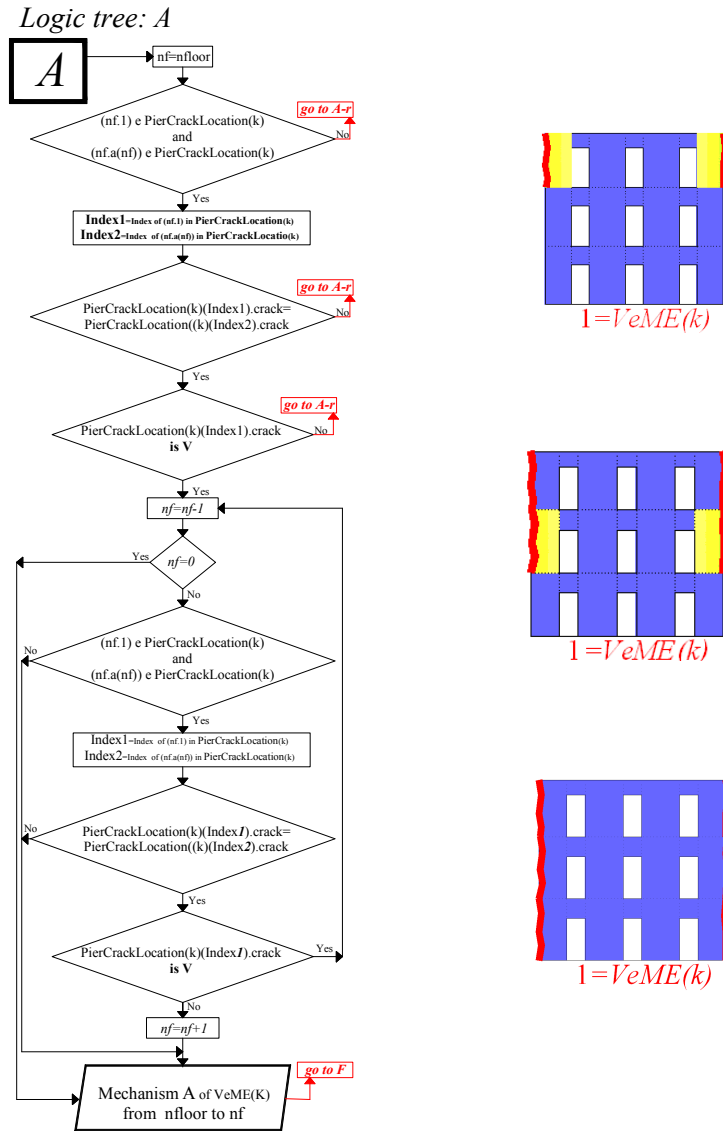 Logic tree: A
A
nf=nfloor
(nf.1) e PierCrackLocation(k)
and
(nf.a(nf)) e PierCrackLocation(k)
No
go to A-r
Yes
Index1=Index of (nf.1) in PierCrackLocation(k)
Index2=Index of (nf.a(nf)) in PierCrackLocatio(k)
PierCrackLocation(k)(Index1).crack=
PierCrackLocation((k)(Index2).crack
No
go to A-r
Yes
PierCrackLocation(k)(Index1).crack
is V
No
go to A-r
Yes
nf=nf-1
nf=0
Yes
No
(nf.1) e PierCrackLocation(k)
and
(nf.a(nf)) e PierCrackLocation(k)
No
Yes
Index1=Index of (nf.1) in PierCrackLocation(k)
Index2=Index of (nf.a(nf)) in PierCrackLocation(k)
PierCrackLocation(k)(Index1).crack=
PierCrackLocation((k)(Index2).crack
No
Yes
PierCrackLocation(k)(Index1).crack
is V
Yes
No
nf=nf+1
Mechanism A of VeME(K)
from nfloor to nf
go to F
1=VeME(k)
1=VeME(k)
1=VeME(k)